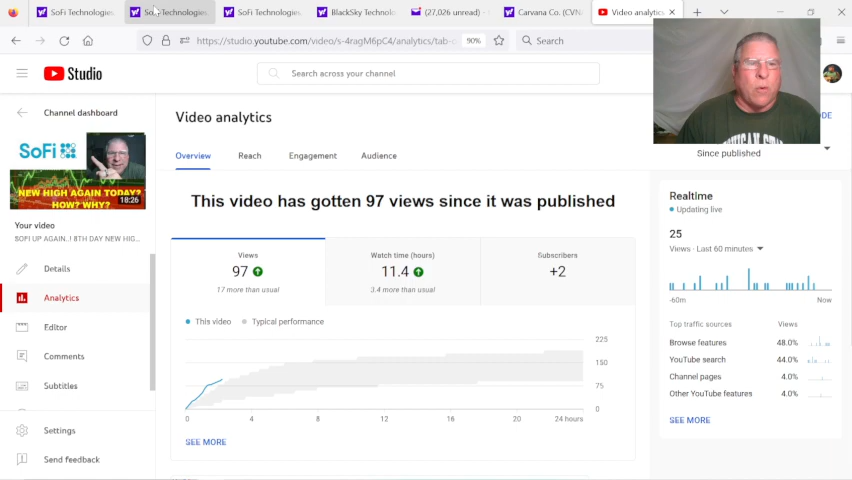 SoFi Technologies
SoFi Technologies,
SoFi Technologies,
BlackSky Technolo
(27,026 unread) -
Carvana Co. (CVN
Video analytics
https://studio.youtube.com/video/s-4ragM6pC4/analytics/tab-o
90%
Search
Studio
Search across your channel
Channel dashboard
SoFi
NEW HIGH AGAIN TODAY?
HOW? WHY?
18:26
Your video
SOFI UP AGAIN..! 8TH DAY NEW HIG...
Details
Analytics
Editor
Comments
Subtitles
Settings
Send feedback
Video analytics
ODE
Since published
Overview
Reach
Engagement
Audience
This video has gotten 97 views since it was published
Views
97
17 more than usual
Watch time (hours)
11.4
3.4 more than usual
Subscribers
+2
This video
Typical performance
225
150
75
0
0
4
8
12
16
20
24 hours
SEE MORE
Realtime
Updating live
25
Views · Last 60 minutes
-60m
Now
Top traffic sources
Views
Browse features
48.0%
YouTube search
44.0%
Channel pages
4.0%
Other YouTube features
4.0%
SEE MORE